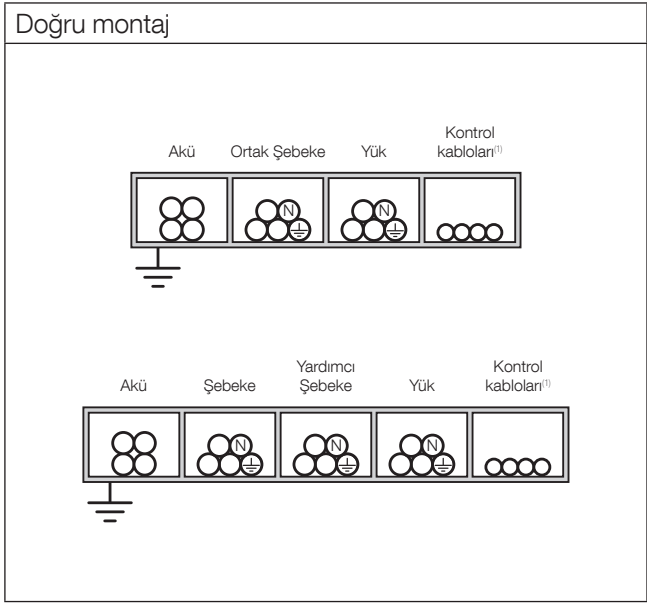 Doğru montaj
Akü Ortak Şebeke Yük Kontrol kabloları(1)
N N
Akü Şebeke Yardımcı Şebeke Yük Kontrol kabloları(1)
N N N